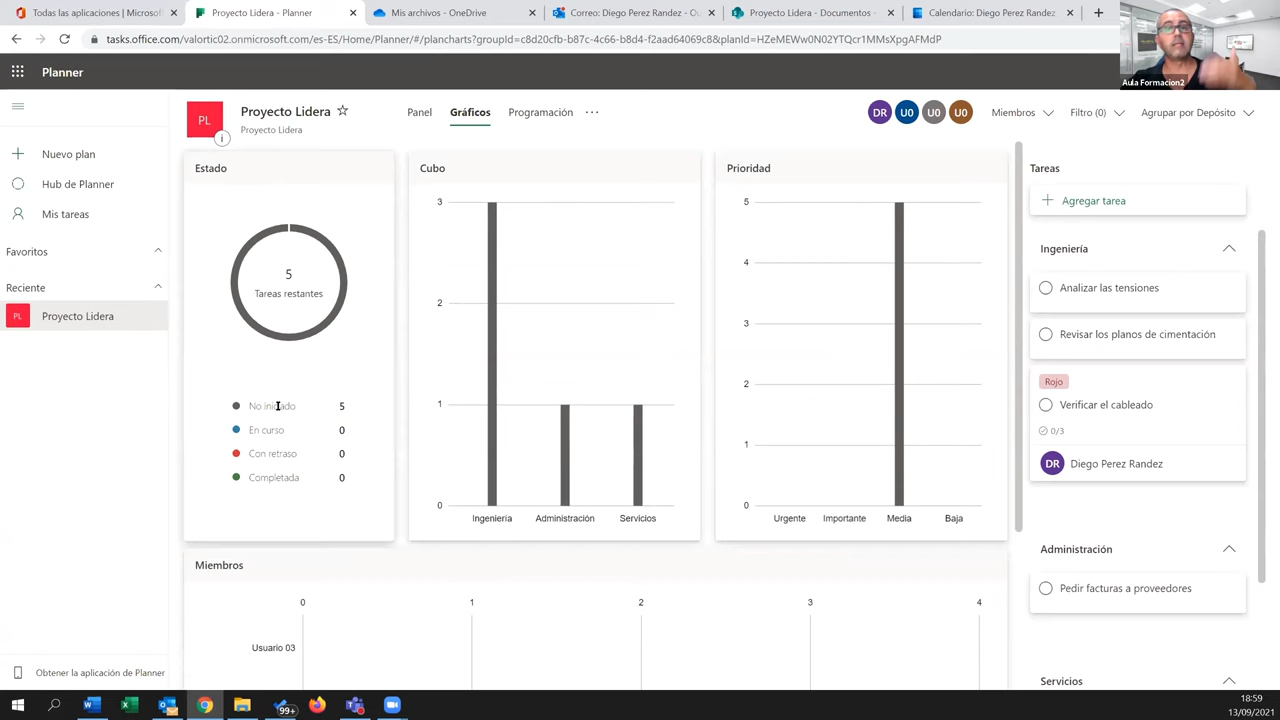 Todas las aplicaciones | Microsof
Proyecto Lidera - Planner
Mis archivos - OneDrive
Correo: Diego Perez Randez - Ou
Proyecto Lidera - Documentos -
Calendario: Diego Perez Randez -
tasks.office.com/valortic02.onmicrosoft.com/es-ES/Home/Planner/#/plancharts?groupId=c8d20cfb-b87c-4c66-b8d4-f2aad64069c8&planId=HZeMEWw0N02YTQcr1MMsXpgAFMdP
Aula Formacion2
Planner
PL
Proyecto Lidera
Proyecto Lidera
Panel
Gráficos
Programación
DR
U0
U0
U0
Miembros
Filtro (0)
Agrupar por Depósito
Nuevo plan
Hub de Planner
Mis tareas
Favoritos
Reciente
PL
Proyecto Lidera
Obtener la aplicación de Planner
Estado
5
Tareas restantes
No iniciado 5
En curso 0
Con retraso 0
Completada 0
Cubo
3
2
1
0
Ingeniería Administración Servicios
Prioridad
5
4
3
2
1
0
Urgente Importante Media Baja
Miembros
0 1 2 3 4
Usuario 03
Tareas
Agregar tarea
Ingeniería
Analizar las tensiones
Revisar los planos de cimentación
Rojo
Verificar el cableado
0/3
DR Diego Perez Randez
Administración
Pedir facturas a proveedores
Servicios
99+
18:59
13/09/2021